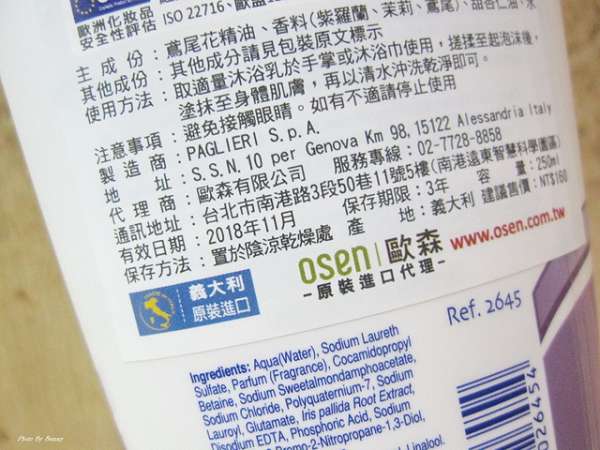 歐洲化妝品
安全性評估
ISO 22716、歐盟
主成份：鳶尾花精油、香料(紫羅蘭、茉莉、鳶尾)、甜杏仁油、水
其他成份：其他成分請見包裝原文標示
使用方法：取適量沐浴乳於手掌或沐浴巾使用，搓揉至起泡沫後，
塗抹至身體肌膚，再以清水沖洗乾淨即可。
注意事項：避免接觸眼睛。如有不適請停止使用
製造商：PAGLIERI S.p.A.
地址：S.S.N. 10 per Genova Km 98, 15122 Alessandria Italy
代理商：歐森有限公司 服務專線：02-7728-8858
通訊地址：台北市南港路3段50巷11號5樓(南港遠東智慧科學園區)
有效日期：2018年11月 保存期限：3年 容量：250ml
保存方法：置於陰涼乾燥處 產地：義大利 建議售價：NT$160
義大利
原裝進口
osen 歐森
-原裝進口代理-
www.osen.com.tw
Ref. 2645
Ingredients: Aqua(Water), Sodium Laureth
Sulfate, Parfum (Fragrance), Cocamidopropyl
Betaine, Sodium Sweetalmondamphoacetate,
Sodium Chloride, Polyquaternium-7, Sodium
Lauroyl, Glutamate, Iris pallida Root Extract,
Disodium EDTA, Phosphoric Acid, Sodium
Bromo-2-Nitropropane-1,3-Diol,
Linalool.
026454
Photo By Bonny